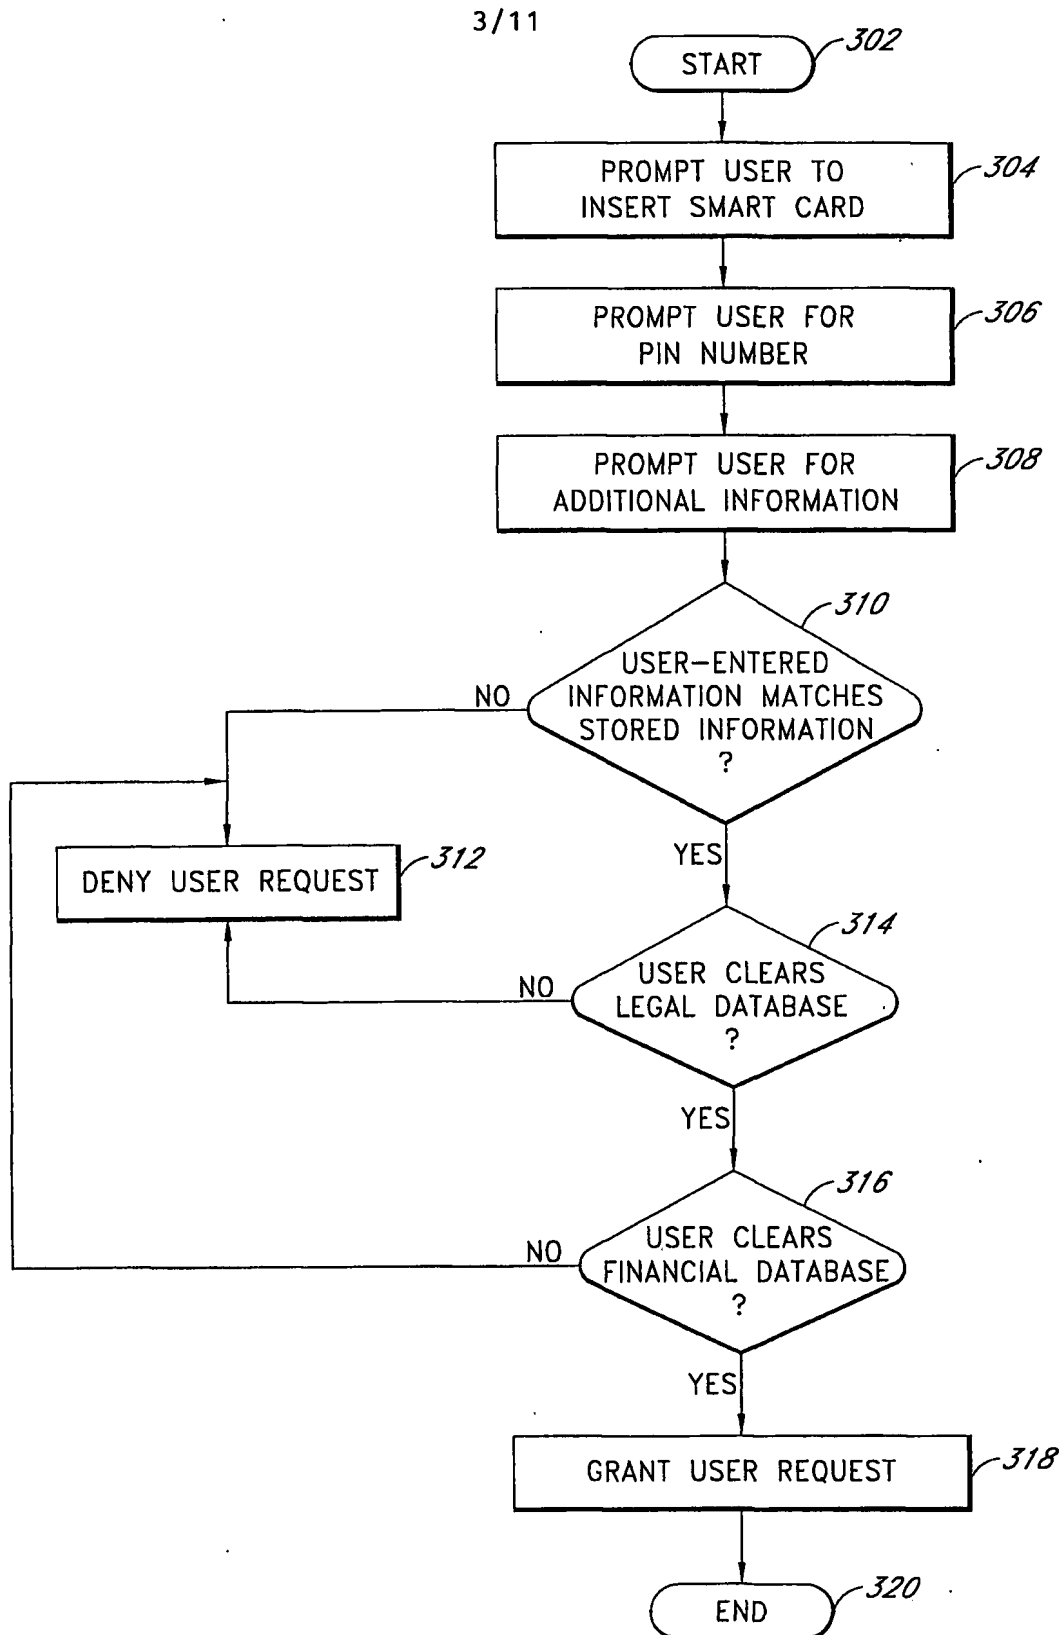 3/11
START
302
PROMPT USER TO
INSERT SMART CARD
304
PROMPT USER FOR
PIN NUMBER
306
PROMPT USER FOR
ADDITIONAL INFORMATION
308
310
USER-ENTERED
INFORMATION MATCHES
STORED INFORMATION
?
NO
YES
DENY USER REQUEST
312
314
USER CLEARS
LEGAL DATABASE
?
NO
YES
316
USER CLEARS
FINANCIAL DATABASE
?
NO
YES
GRANT USER REQUEST
318
END
320